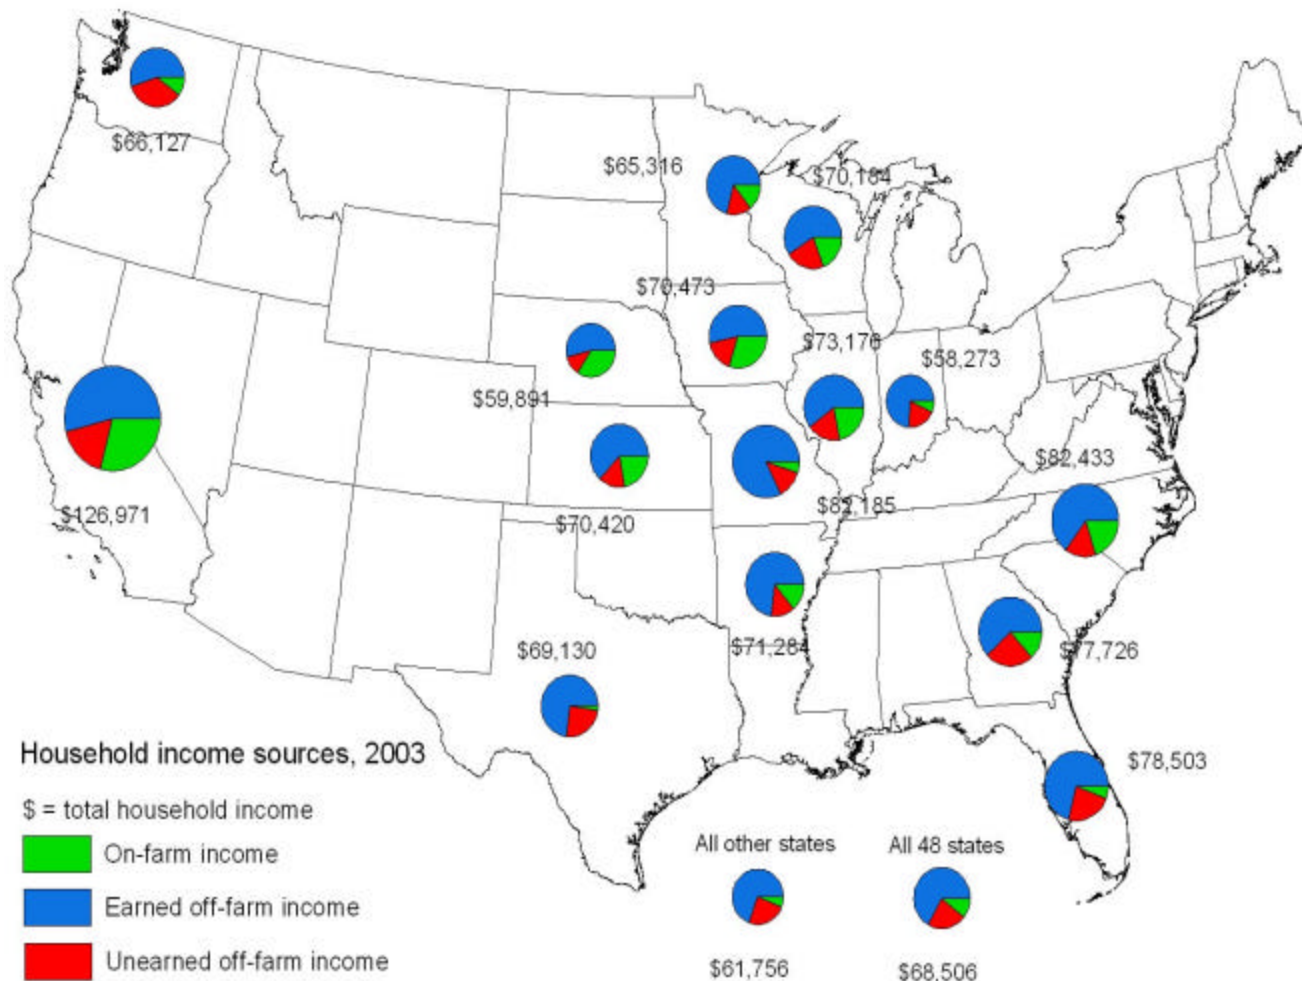 $66,127
$65,316
$70,184
$70,473
$73,176
$58,273
$59,891
$82,433
$126,971
$70,420
$82,185
$69,130
$71,284
$77,726
Household income sources, 2003
$78,503
$ = total household income
On-farm income
All other states
All 48 states
Earned off-farm income
Unearned off-farm income
$61,756
$68,506